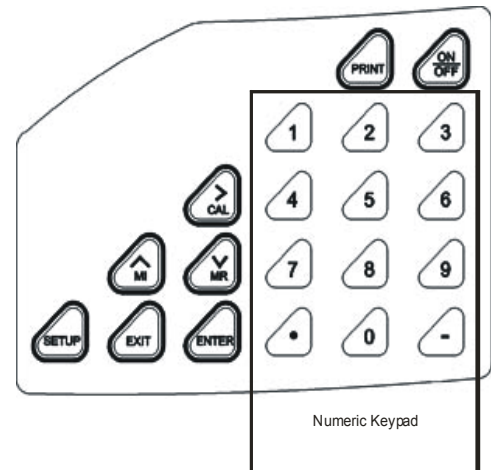 PRINT ON
OFF
1 2 3
>
CAL 4 5 6
MI MR 7 8 9
SETUP EXIT ENTER • 0 -
Numeric Keypad